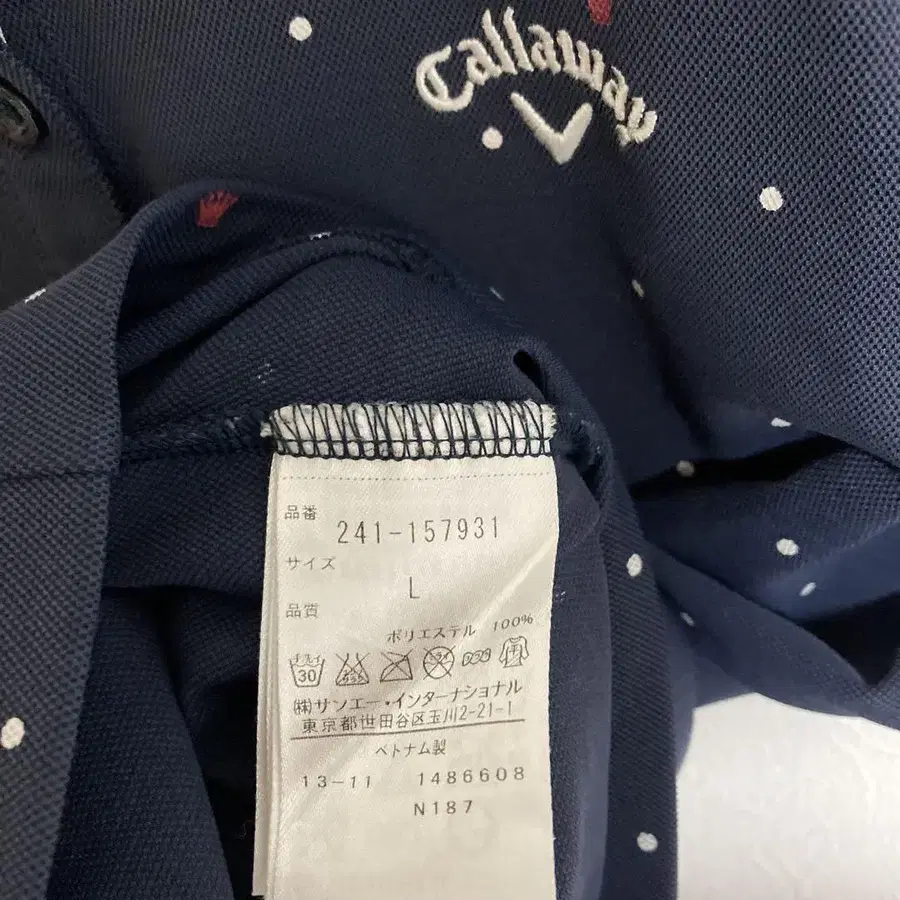 Callaway
品番
241-157931
サイズ
L
品質
ポリエステル 100%
30
(株)サンエー・インターナショナル
東京都世田谷区玉川2-21-1
ベトナム製
13-11 1486608
N187